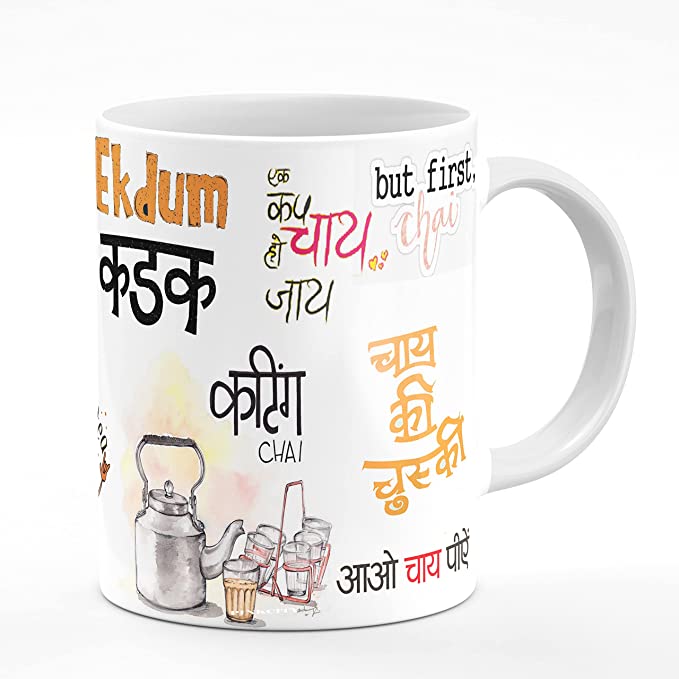 Ekdum
कडक
एक
कप
हो चाय
जाय
but first,
chai
कटिंग
CHAI
चाय
की
चुस्की
आओ चाय पीऐं